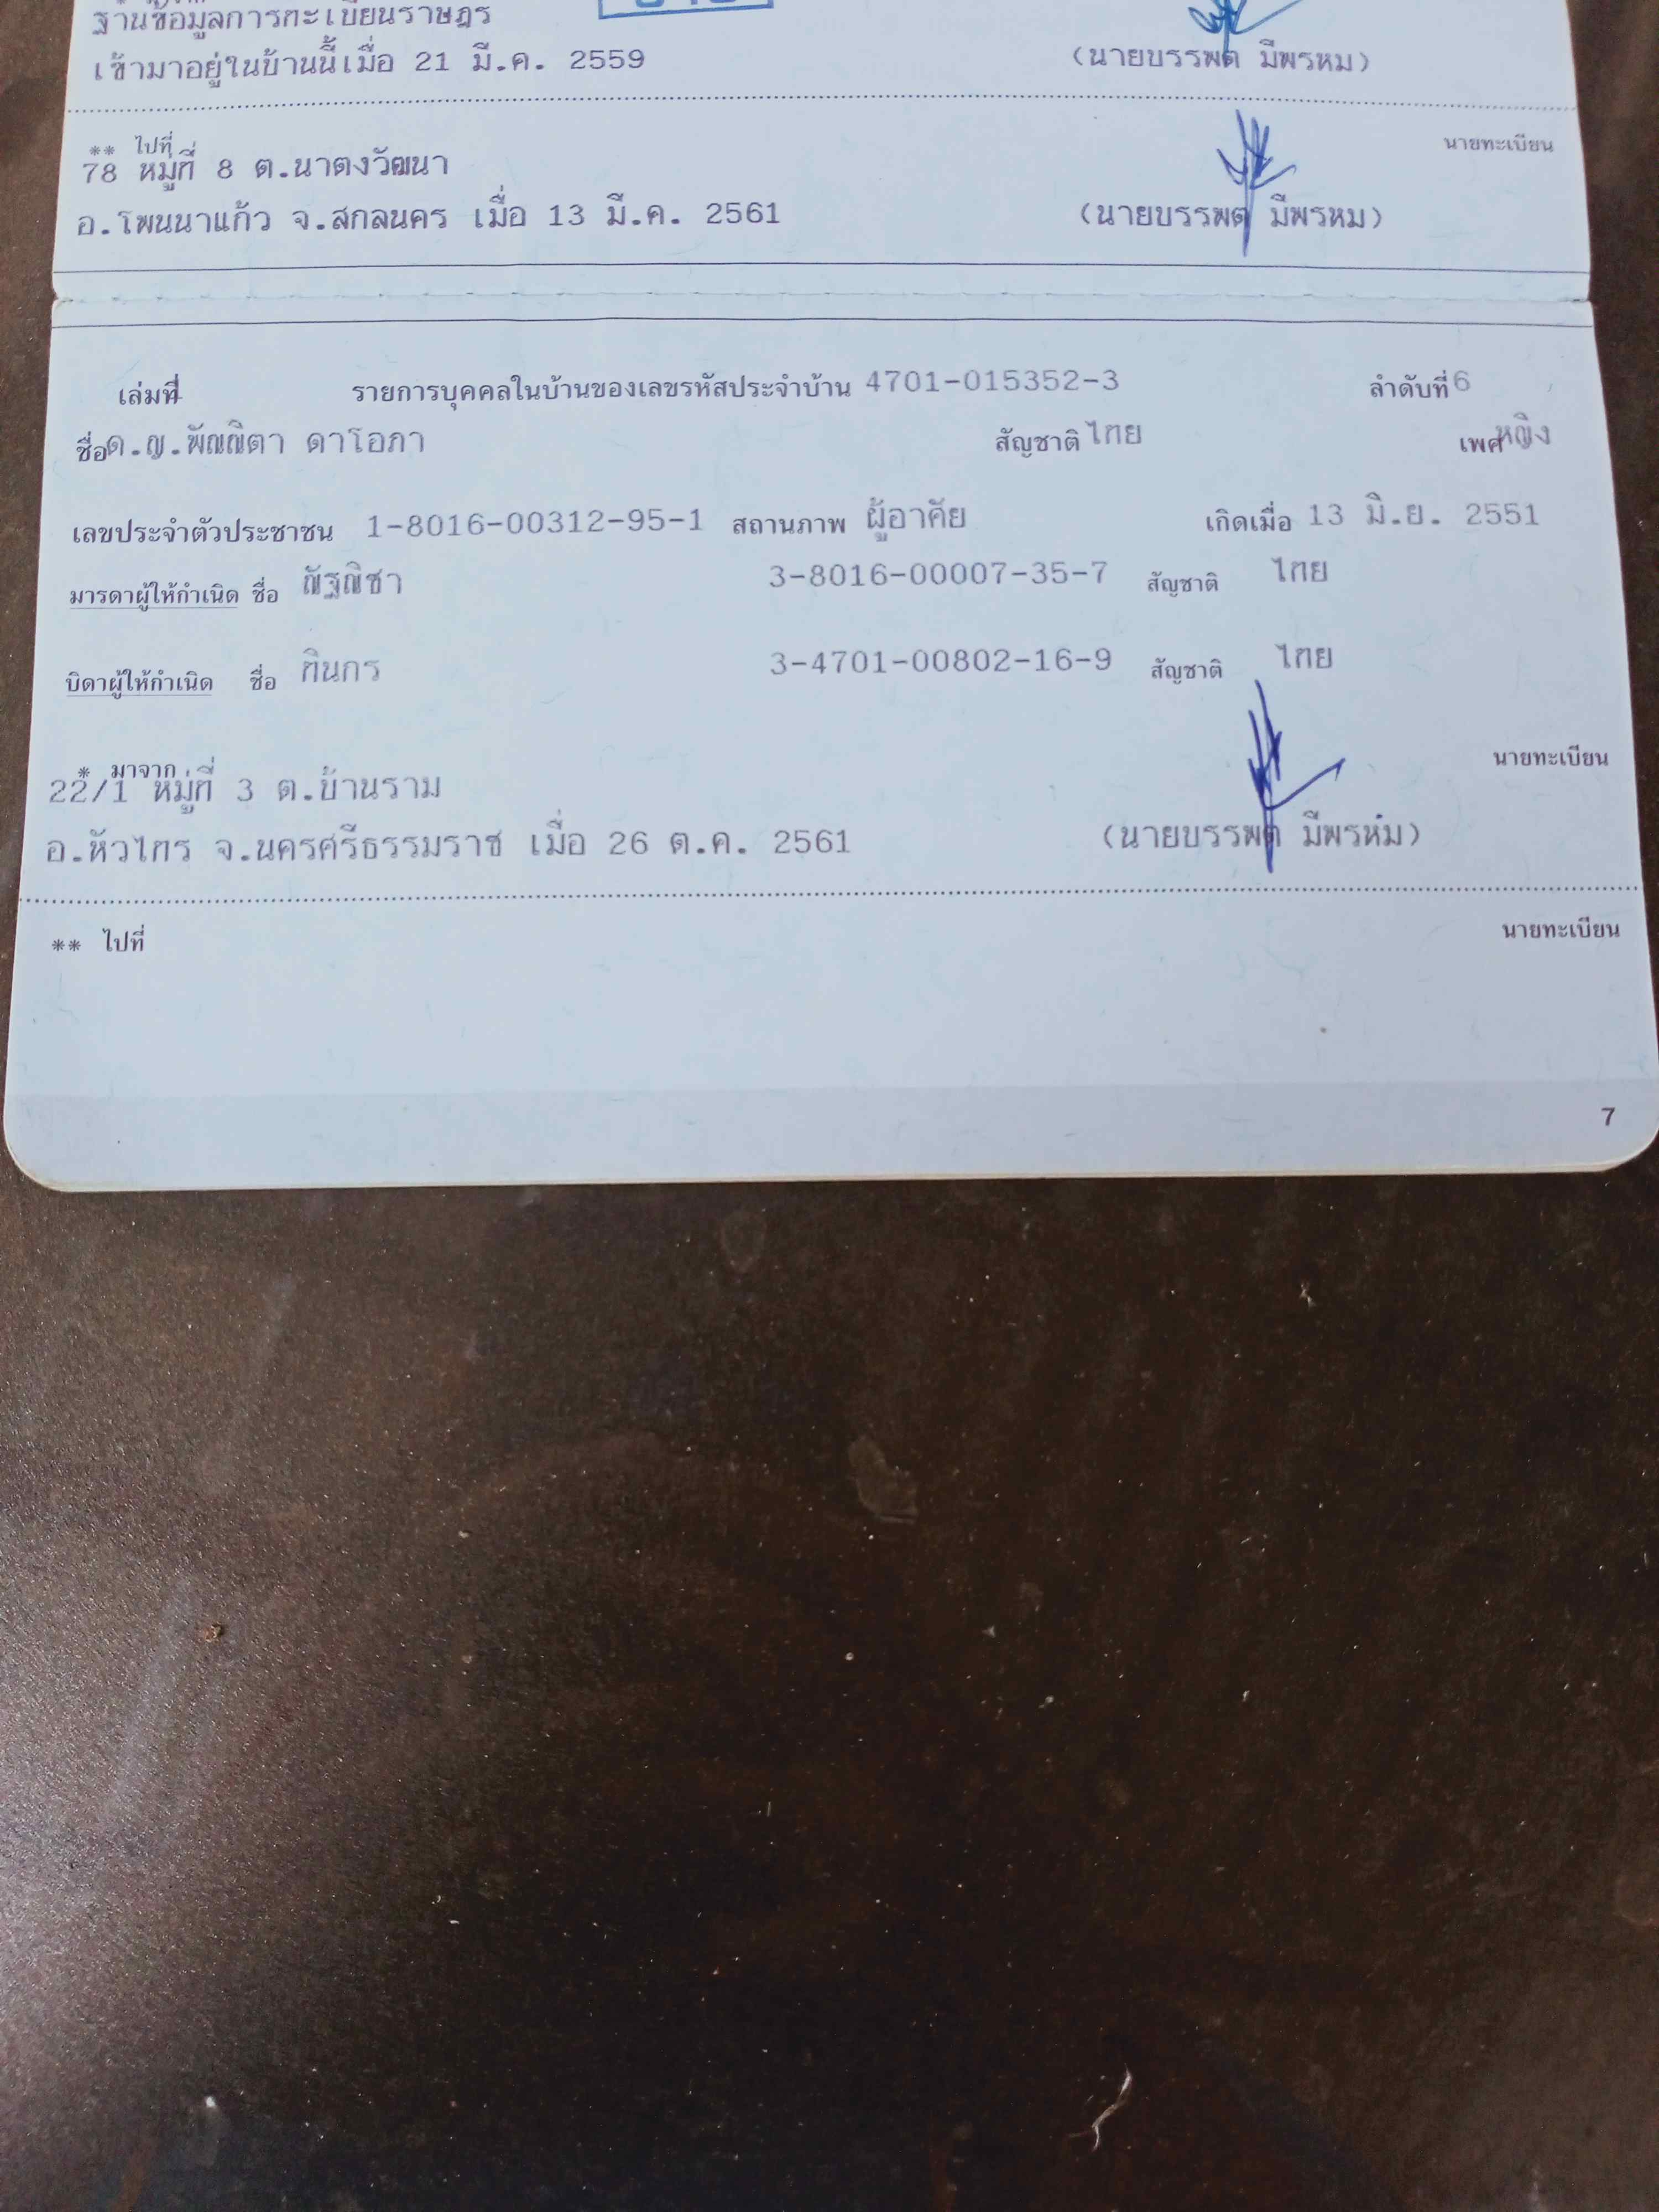 ฐานข้อมูลการทะเบียนราษฎร
เข้ามาอยู่ในบ้านนี้เมื่อ 21 มี.ค. 2559
(นายบรรพต มีพรหม)
** ไปที่
นายทะเบียน
78 หมู่ที่ 8 ต.นาตงวัฒนา
อ.โพนนาแก้ว จ.สกลนคร เมื่อ 13 มี.ค. 2561
(นายบรรพต มีพรหม)
เล่มที่ รายการบุคคลในบ้านของเลขรหัสประจำบ้าน 4701-015352-3 ลำดับที่ 6
ชื่อ ด.ญ.พัณณิตา ดาโอภา สัญชาติ ไทย เพศ หญิง
เลขประจำตัวประชาชน 1-8016-00312-95-1 สถานภาพ ผู้อาศัย เกิดเมื่อ 13 มิ.ย. 2551
มารดาผู้ให้กำเนิด ชื่อ ณัฐณิชา 3-8016-00007-35-7 สัญชาติ ไทย
บิดาผู้ให้กำเนิด ชื่อ ทินกร 3-4701-00802-16-9 สัญชาติ ไทย
* มาจาก
นายทะเบียน
22/1 หมู่ที่ 3 ต.บ้านราม
อ.หัวไทร จ.นครศรีธรรมราช เมื่อ 26 ต.ค. 2561
(นายบรรพต มีพรหม)
** ไปที่
นายทะเบียน
7